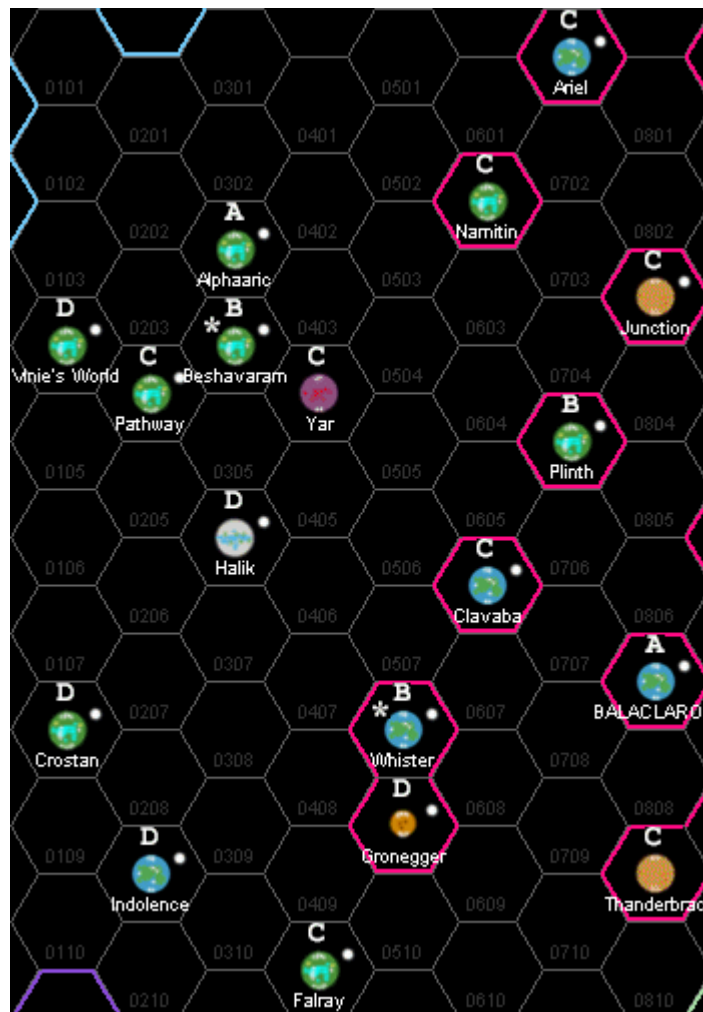 C
0101 0301 0501 Ariel
0201 0401 0601 0801
C
0102 0302 0502 0702
A
0202 0402 Namitin 0802
C
0103 Alphaaric 0503 0703
D B
0203 * 0403 0603 Junction
C C
World Beshavaram 0504 0704
B
Pathway Yar 0604 0804
0105 0305 0505 Plinth
D
0205 0405 0605 0805
C
0106 Halik 0506 0706
0206 0406 Clavaba 0806
A
0107 0307 0507 0707
D B
0207 0407 * 0607 BALACLARO
Crostan 0308 Whister 0708
D
0208 0408 0608 0808
D C
0109 0309 Gronegger 0709
Indolence 0409 0609 Thanderbrac
C
0110 0310 0510 0710
0210 Falray 0610 0810